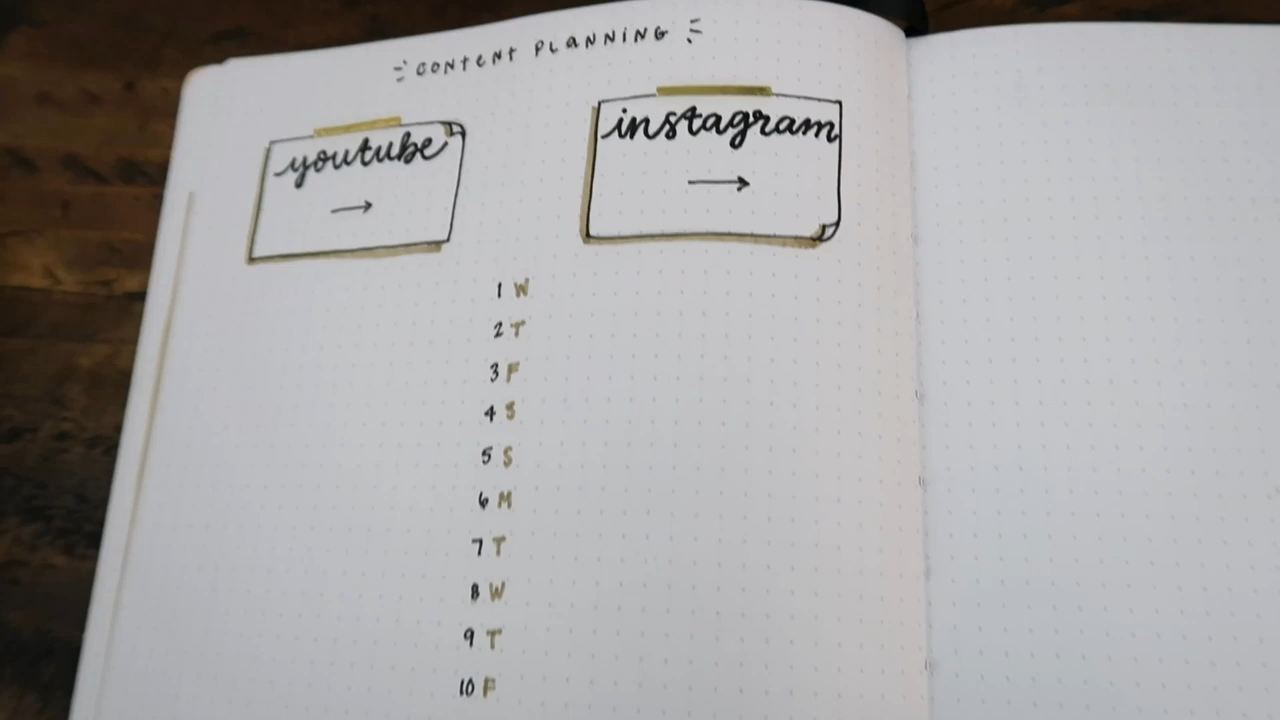 CONTENT PLANNING
youtube
instagram
1 W
2 T
3 F
4 S
5 S
6 M
7 T
8 W
9 T
10 F